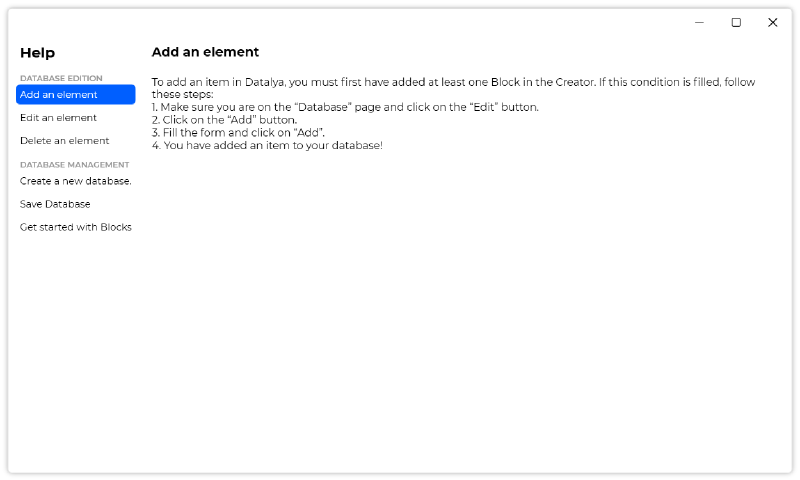 Help
DATABASE EDITION
Add an element
Edit an element
Delete an element
DATABASE MANAGEMENT
Create a new database.
Save Database
Get started with Blocks
Add an element
To add an item in Datalya, you must first have added at least one Block in the Creator. If this condition is filled, follow
these steps:
1. Make sure you are on the “Database” page and click on the “Edit” button.
2. Click on the “Add” button.
3. Fill the form and click on “Add”.
4. You have added an item to your database!